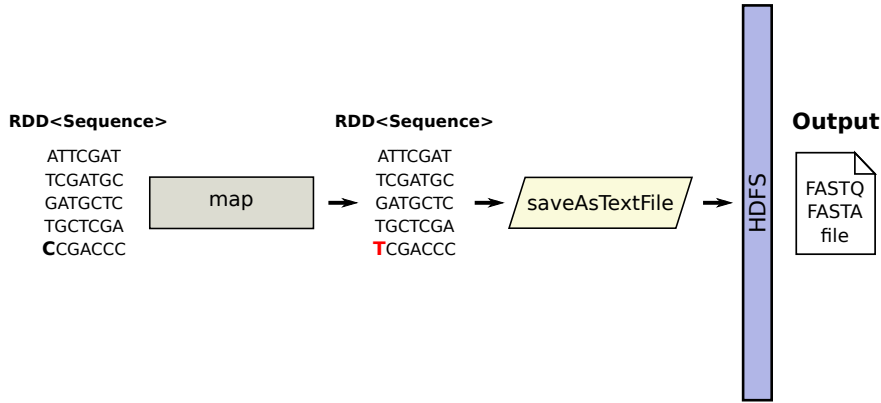 RDD<Sequence>
ATTCGAT
TCGATGC
GATGCTC
TGCTCGA
CCGACCC
map
RDD<Sequence>
ATTCGAT
TCGATGC
GATGCTC
TGCTCGA
TCGACCC
saveAsTextFile
HDFS
Output
FASTQ
FASTA
file